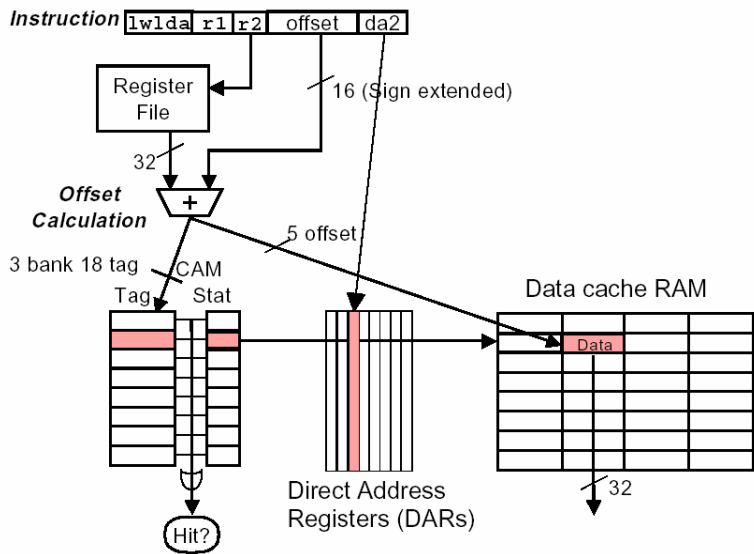 Instruction
lwlda r1 r2 offset da2
Register
File
16 (Sign extended)
32
Offset
Calculation
+
5 offset
3 bank 18 tag
CAM
Tag
Stat
Data cache RAM
Data
32
Direct Address
Registers (DARs)
Hit?